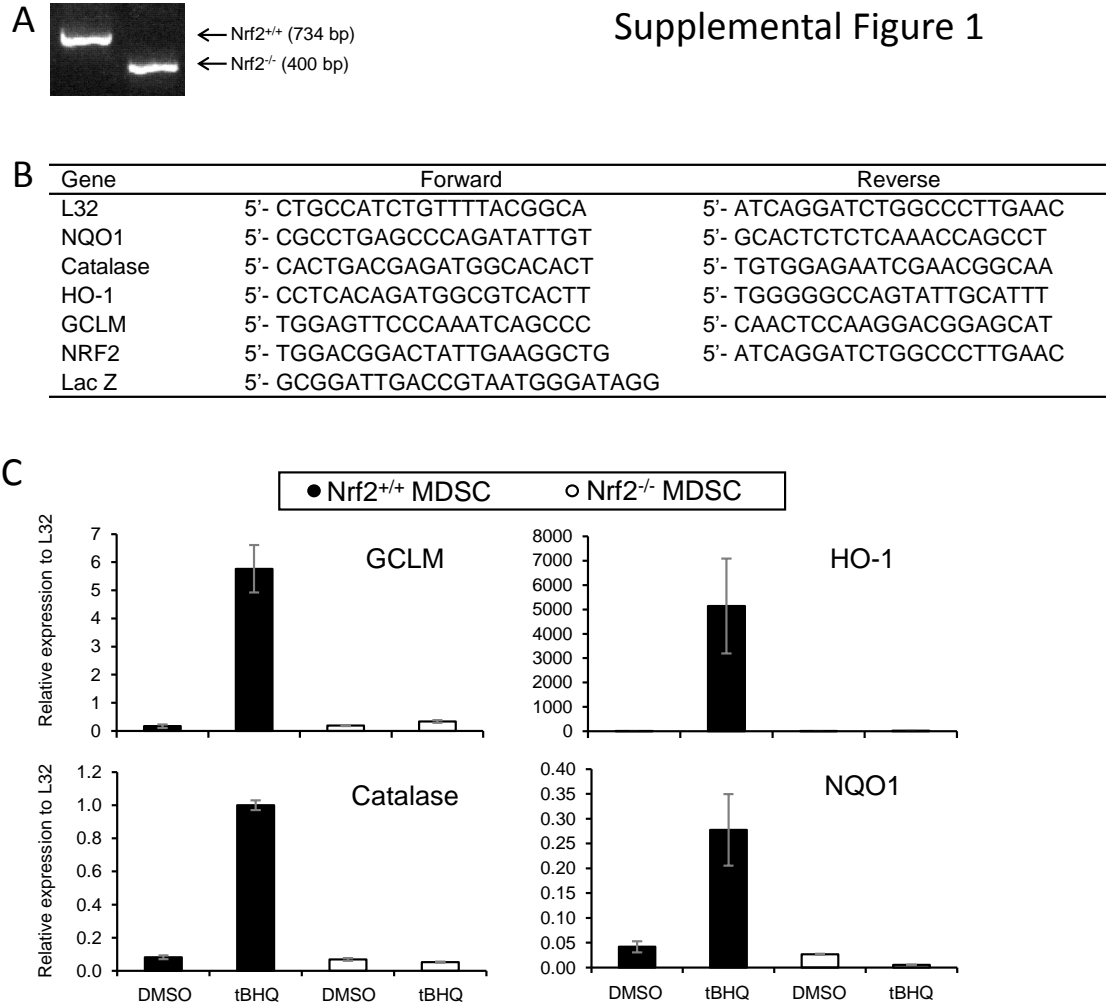 Supplemental Figure 1
A
Nrf2+/+ (734 bp)
Nrf2-/- (400 bp)
B
Gene Forward Reverse
L32 5’- CTGCCATCTGTTTTACGGCA 5’- ATCAGGATCTGGCCCTTGAAC
NQO1 5’- CGCCTGAGCCCAGATATTGT 5’- GCACTCTCTCAAACCAGCCT
Catalase 5’- CACTGACGAGATGGCACACT 5’- TGTGGAGAATCGAACGGCAA
HO-1 5’- CCTCACAGATGGCGTCACTT 5’- TGGGGGCCAGTATTGCATTT
GCLM 5’- TGGAGTTCCCAAATCAGCCC 5’- CAACTCCAAGGACGGAGCAT
NRF2 5’- TGGACGGACTATTGAAGGCTG 5’- ATCAGGATCTGGCCCTTGAAC
Lac Z 5’- GCGGATTGACCGTAATGGGATAGG
C
Nrf2+/+ MDSC Nrf2-/- MDSC
Relative expression to L32
GCLM
7
6
5
4
3
2
1
0
HO-1
8000
7000
6000
5000
4000
3000
2000
1000
0
Relative expression to L32
Catalase
1.2
1.0
0.8
0.6
0.4
0.2
0.0
DMSO tBHQ DMSO tBHQ
NQO1
0.40
0.35
0.30
0.25
0.20
0.15
0.10
0.05
0.00
DMSO tBHQ DMSO tBHQ